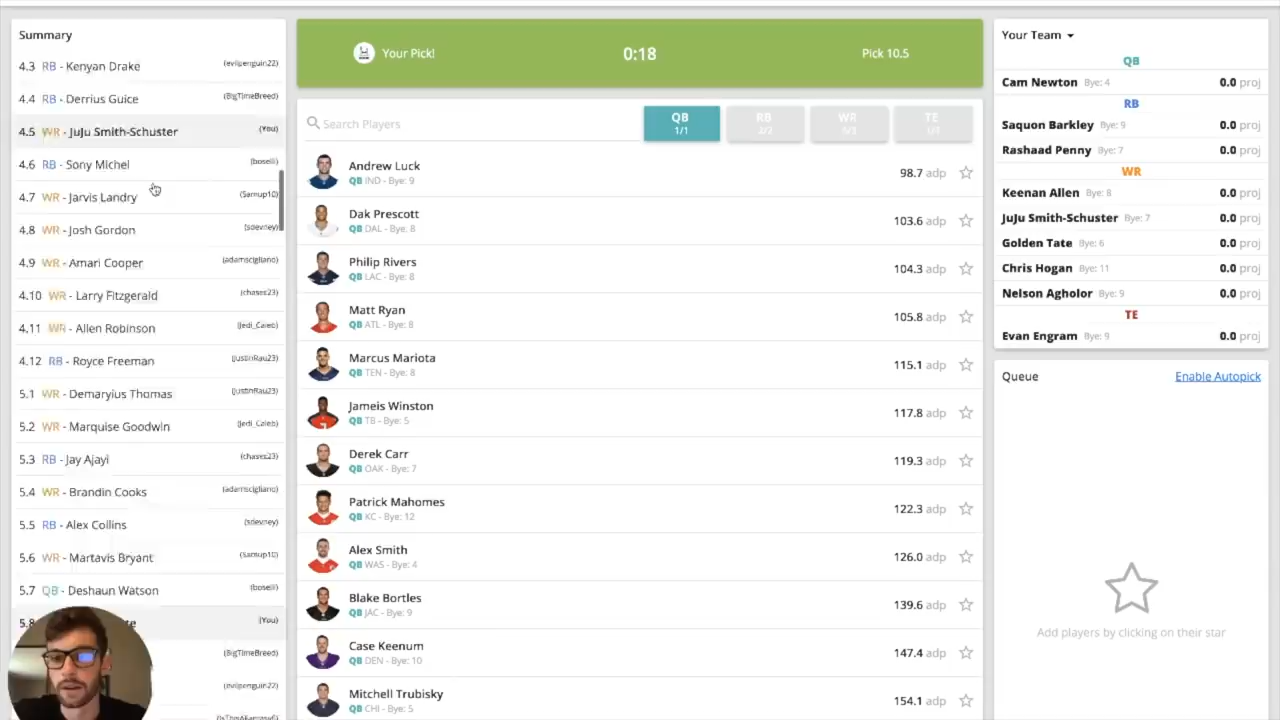 Summary
4.3 RB - Kenyan Drake (evilpenguin22)
4.4 RB - Derrius Guice (BigTimeBreed)
4.5 WR - JuJu Smith-Schuster (You)
4.6 RB - Sony Michel (boselli)
4.7 WR - Jarvis Landry (Samup10)
4.8 WR - Josh Gordon (sdevney)
4.9 WR - Amari Cooper (adamscigliano)
4.10 WR - Larry Fitzgerald (chases23)
4.11 WR - Allen Robinson (Jedi_Caleb)
4.12 RB - Royce Freeman (JustinRau23)
5.1 WR - Demaryius Thomas (JustinRau23)
5.2 WR - Marquise Goodwin (Jedi_Caleb)
5.3 RB - Jay Ajayi (chases23)
5.4 WR - Brandin Cooks (adamscigliano)
5.5 RB - Alex Collins (sdevney)
5.6 WR - Martavis Bryant (Samup10)
5.7 QB - Deshaun Watson (boselli)
5.8 (You)
(BigTimeBreed)
(evilpenguin22)
Your Pick! 0:18 Pick 10.5
Search Players
QB 1/1
RB 2/2
WR
TE
Andrew Luck
QB IND - Bye: 9
98.7 adp
Dak Prescott
QB DAL - Bye: 8
103.6 adp
Philip Rivers
QB LAC - Bye: 8
104.3 adp
Matt Ryan
QB ATL - Bye: 8
105.8 adp
Marcus Mariota
QB TEN - Bye: 8
115.1 adp
Jameis Winston
QB TB - Bye: 5
117.8 adp
Derek Carr
QB OAK - Bye: 7
119.3 adp
Patrick Mahomes
QB KC - Bye: 12
122.3 adp
Alex Smith
QB WAS - Bye: 4
126.0 adp
Blake Bortles
QB JAC - Bye: 9
139.6 adp
Case Keenum
QB DEN - Bye: 10
147.4 adp
Mitchell Trubisky
QB CHI - Bye: 5
154.1 adp
Your Team
QB
Cam Newton Bye: 4 0.0 proj
RB
Saquon Barkley Bye: 9 0.0 proj
Rashaad Penny Bye: 7 0.0 proj
WR
Keenan Allen Bye: 8 0.0 proj
JuJu Smith-Schuster Bye: 7 0.0 proj
Golden Tate Bye: 6 0.0 proj
Chris Hogan Bye: 11 0.0 proj
Nelson Agholor Bye: 9 0.0 proj
TE
Evan Engram Bye: 9 0.0 proj
Queue Enable Autopick
Add players by clicking on their star